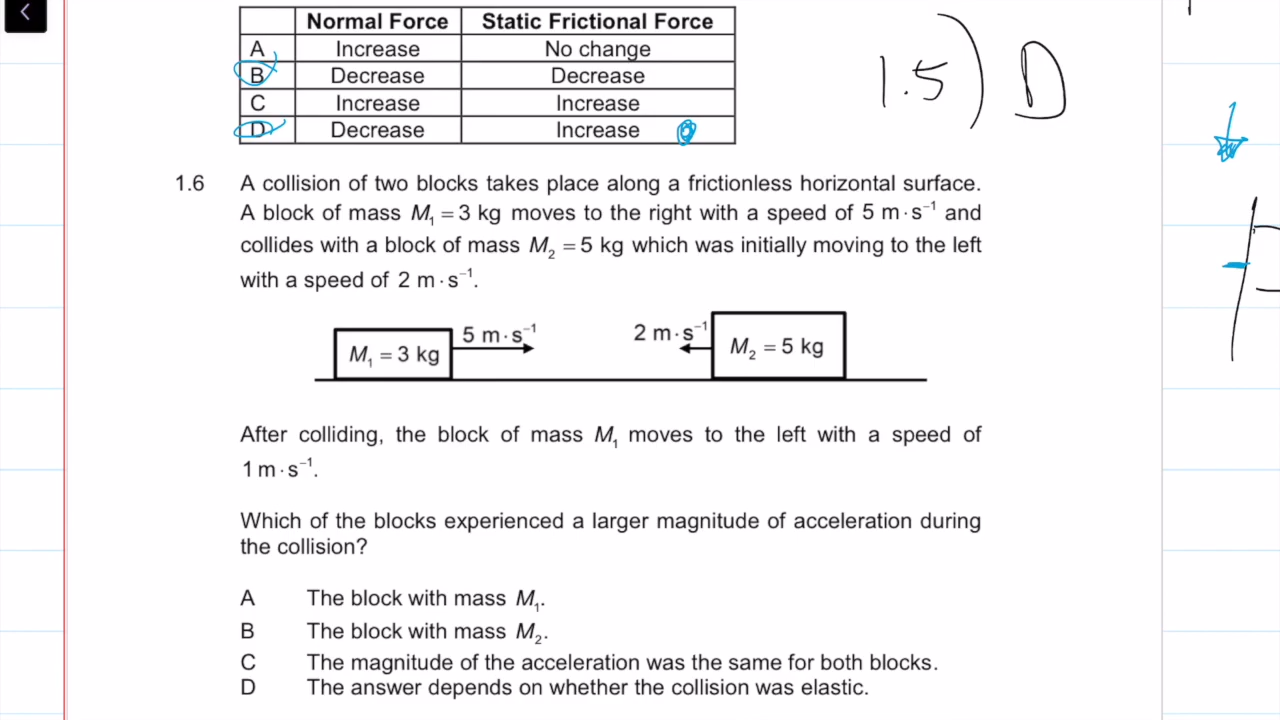 Normal Force Static Frictional Force
A Increase No change
B Decrease Decrease
C Increase Increase
D Decrease Increase
1.5) D
1.6 A collision of two blocks takes place along a frictionless horizontal surface.
A block of mass M₁ = 3 kg moves to the right with a speed of 5 m·s⁻¹ and
collides with a block of mass M₂ = 5 kg which was initially moving to the left
with a speed of 2 m·s⁻¹.
5 m·s⁻¹ 2 m·s⁻¹
M₁ = 3 kg M₂ = 5 kg
After colliding, the block of mass M₁ moves to the left with a speed of
1 m·s⁻¹.
Which of the blocks experienced a larger magnitude of acceleration during
the collision?
A The block with mass M₁.
B The block with mass M₂.
C The magnitude of the acceleration was the same for both blocks.
D The answer depends on whether the collision was elastic.